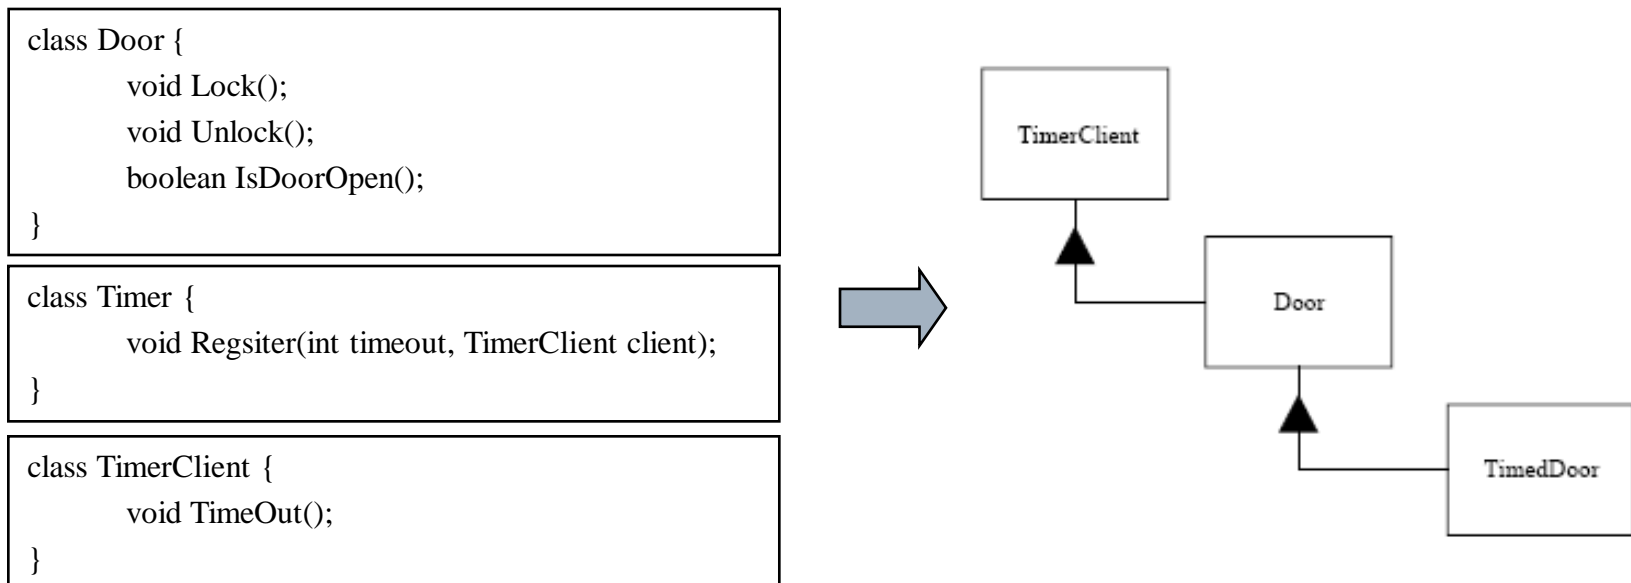 class Door {
void Lock();
void Unlock();
boolean IsDoorOpen();
}
class Timer {
void Regsiter(int timeout, TimerClient client);
}
class TimerClient {
void TimeOut();
}
TimerClient
Door
TimedDoor